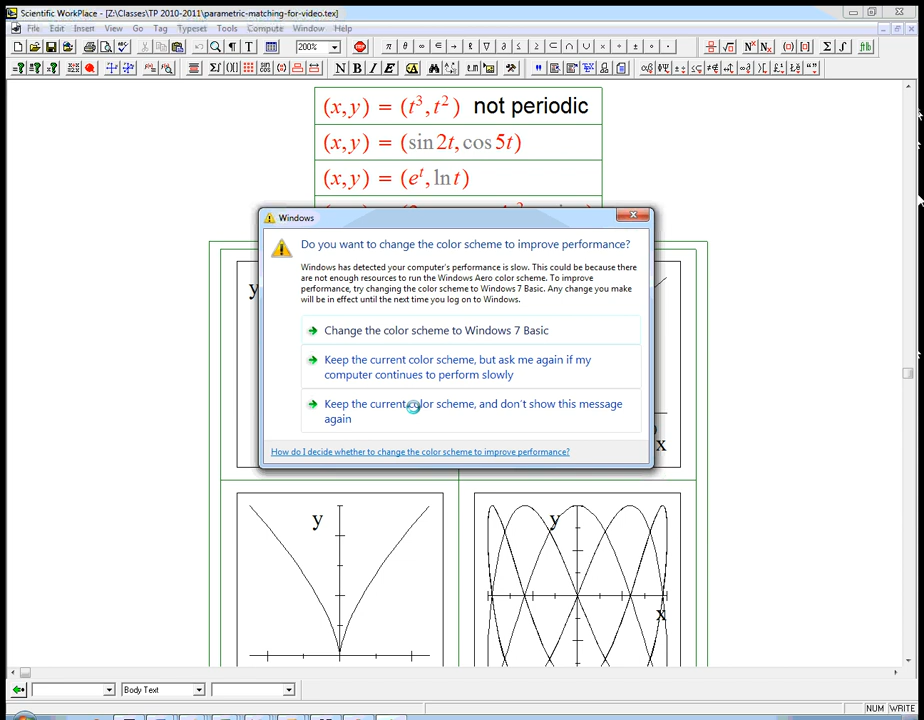 Scientific WorkPlace - [Z:\Classes\TP 2010-2011\parametric-matching-for-video.tex]
File Edit Insert View Go Tag Typeset Tools Compute Window Help
200%
(x,y) = (t³,t²) not periodic
(x,y) = (sin2t,cos5t)
(x,y) = (eᵗ,ln t)
Windows
Do you want to change the color scheme to improve performance?
Windows has detected your computer's performance is slow. This could be because there
are not enough resources to run the Windows Aero color scheme. To improve
performance, try changing the color scheme to Windows 7 Basic. Any change you make
will be in effect until the next time you log on to Windows.
Change the color scheme to Windows 7 Basic
Keep the current color scheme, but ask me again if my
computer continues to perform slowly
Keep the current color scheme, and don't show this message
again
How do I decide whether to change the color scheme to improve performance?
y
x
y
y
x
Body Text
NUM WRITE